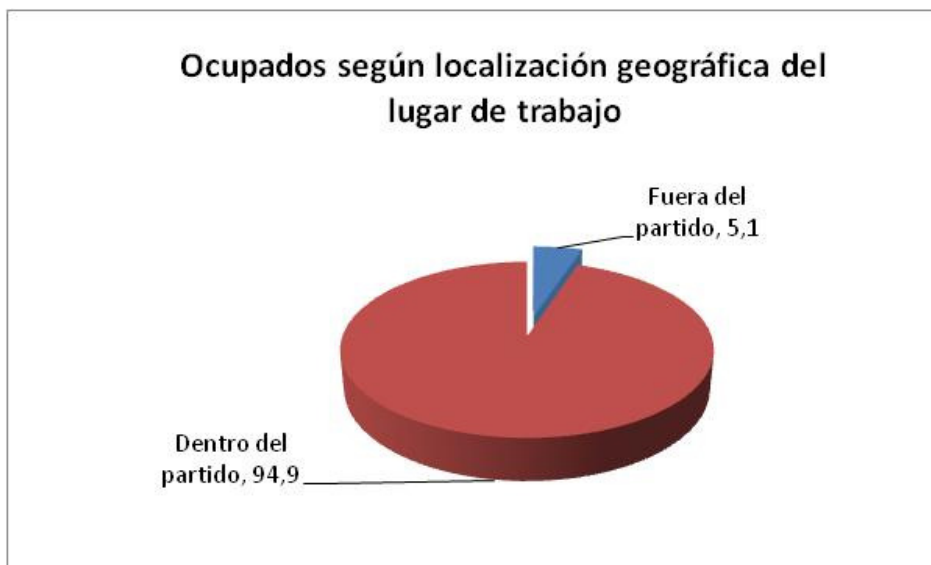 Ocupados según localización geográfica del
lugar de trabajo
Fuera del
partido, 5,1
Dentro del
partido, 94,9